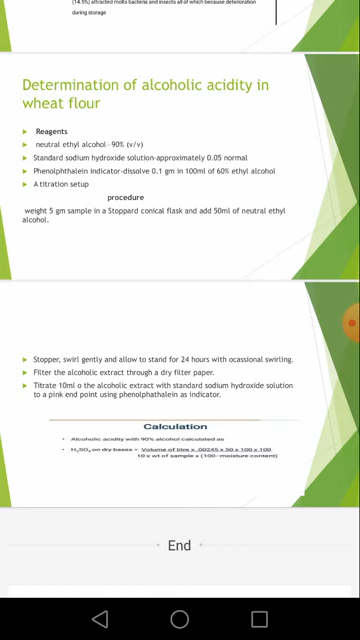 (14.5%) attracted molts bacteria and insects all of which because deterioration
during storage
Determination of alcoholic acidity in
wheat flour
Reagents
neutral ethyl alcohol—90% (v/v)
Standard sodium hydroxide solution-approximately 0.05 normal
Phenolphthalein indicator-dissolve 0.1 gm in 100ml of 60% ethyl alcohol
A titration setup
procedure
weight 5 gm sample in a Stoppard conical flask and add 50ml of neutral ethyl
alcohol.
Stopper, swirl gently and allow to stand for 24 hours with ocassional swirling.
Filter the alcoholic extract through a dry filter paper.
Titrate 10ml o the alcoholic extract with standard sodium hydroxide solution
to a pink end point using phenolphathalein as indicator.
Calculation
• Alcoholic acidity with 90% alcohol calculated as
• H₂SO₄ on dry bases = Volume of titre x .00245 x 50 x 100 x 100
10 x wt of sample x (100-moisture content)
End